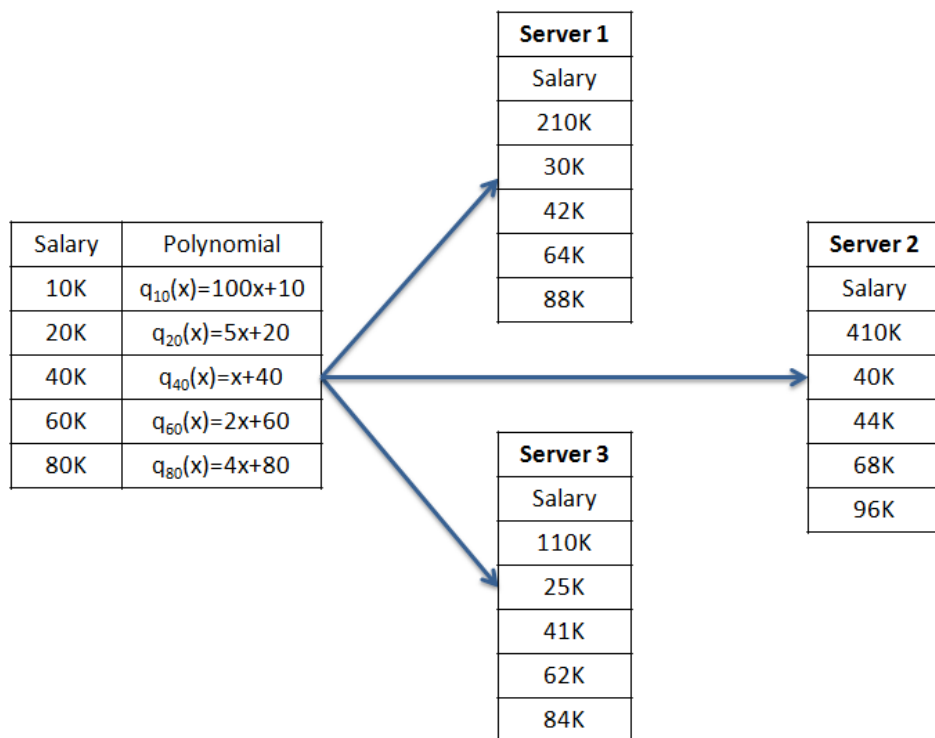 Salary Polynomial
10K q₁₀(x)=100x+10
20K q₂₀(x)=5x+20
40K q₄₀(x)=x+40
60K q₆₀(x)=2x+60
80K q₈₀(x)=4x+80
Server 1
Salary
210K
30K
42K
64K
88K
Server 2
Salary
410K
40K
44K
68K
96K
Server 3
Salary
110K
25K
41K
62K
84K